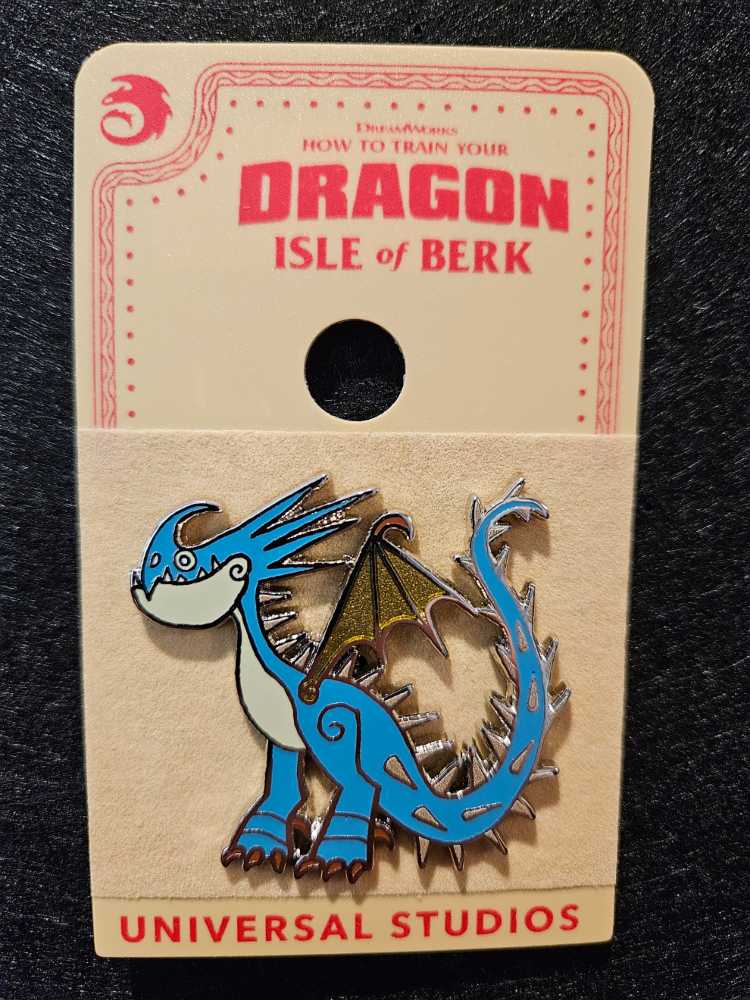 DREAMWORKS
HOW TO TRAIN YOUR
DRAGON
ISLE of BERK
UNIVERSAL STUDIOS